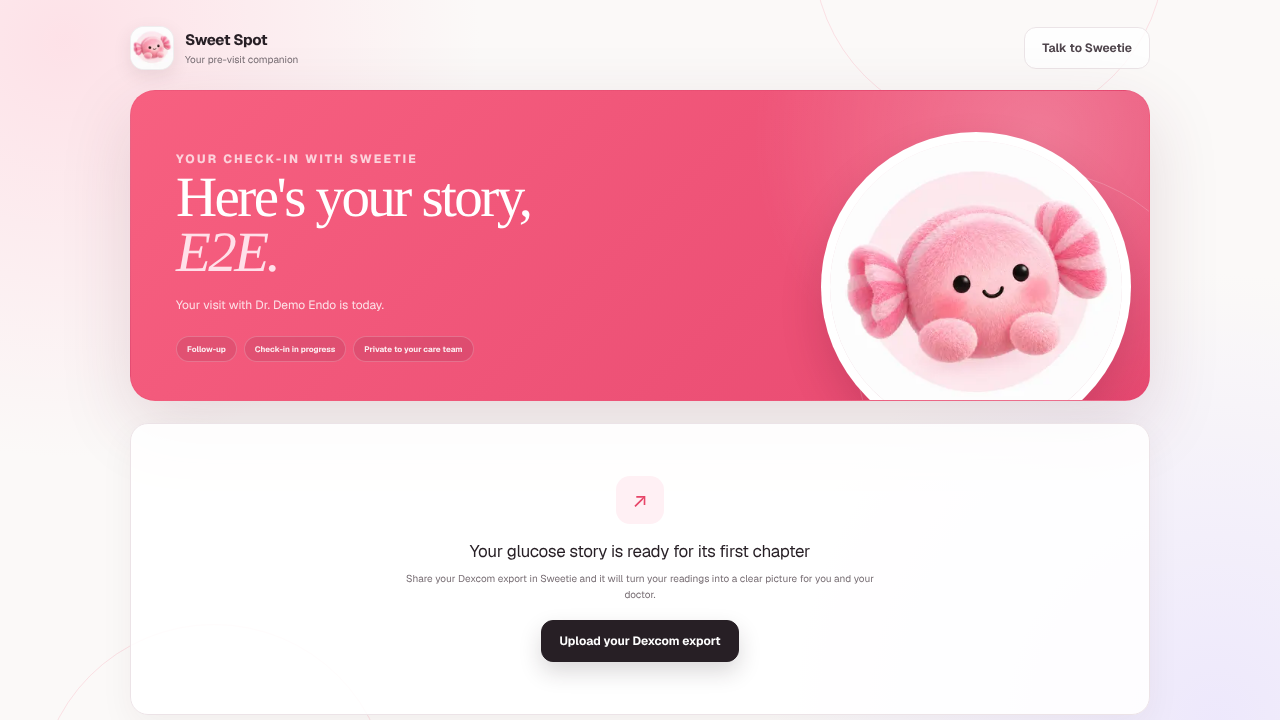 Sweet Spot
Your pre-visit companion
Talk to Sweetie
YOUR CHECK-IN WITH SWEETIE
Here's your story,
E2E.
Your visit with Dr. Demo Endo is today.
Follow-up
Check-in in progress
Private to your care team
Your glucose story is ready for its first chapter
Share your Dexcom export in Sweetie and it will turn your readings into a clear picture for you and your
doctor.
Upload your Dexcom export